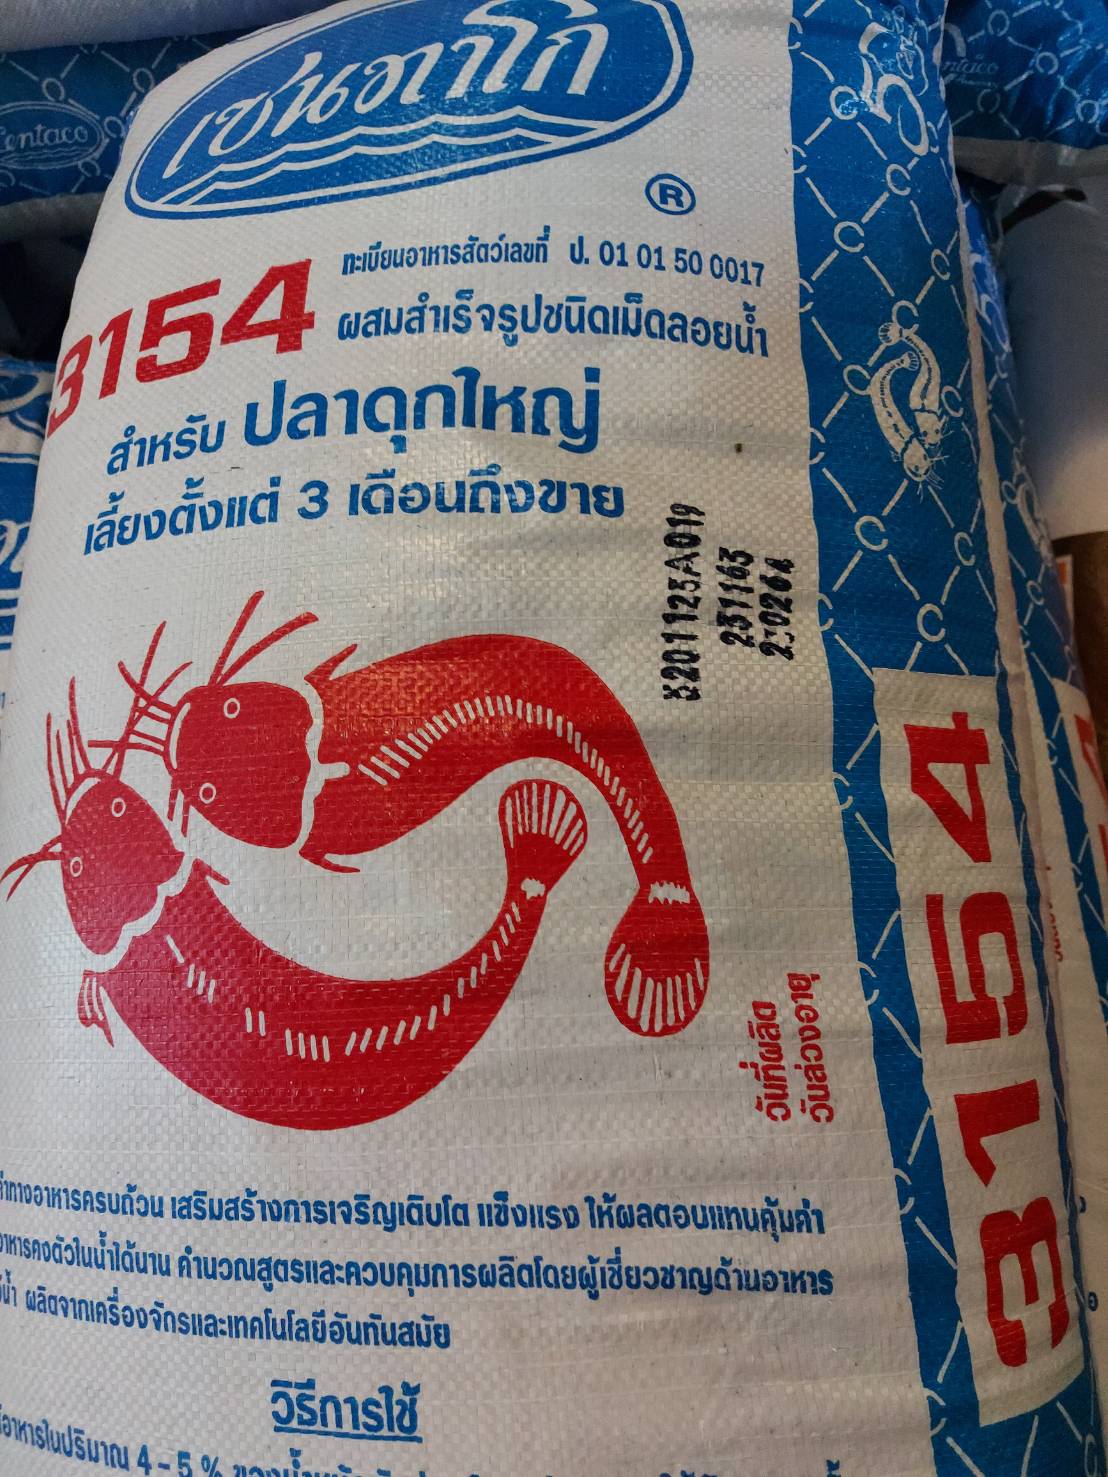 เซนทาโก
®
Centaco
ทะเบียนอาหารสัตว์เลขที่ ป. 01 01 50 0017
3154
ผสมสำเร็จรูปชนิดเม็ดลอยน้ำ
สำหรับ ปลาดุกใหญ่
เลี้ยงตั้งแต่ 3 เดือนถึงขาย
231163
3154
วันที่ผลิต
วันล่วงอายุ
ค่าทางอาหารครบถ้วน เสริมสร้างการเจริญเติบโต แข็งแรง ให้ผลตอบแทนคุ้มค่า
อาหารคงตัวในน้ำได้นาน คำนวณสูตรและควบคุมการผลิตโดยผู้เชี่ยวชาญด้านอาหาร
ผลิตจากเครื่องจักรและเทคโนโลยีอันทันสมัย
วิธีการใช้
อาหารในปริมาณ 4 - 5 %